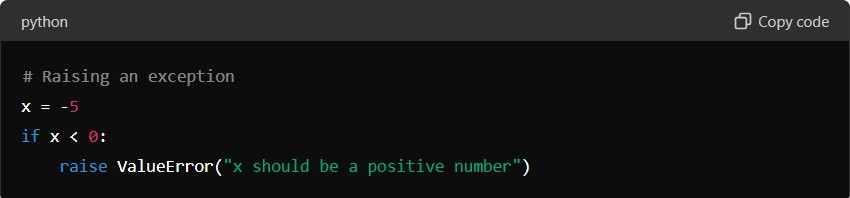 python
Copy code
# Raising an exception
x = -5
if x < 0:
    raise ValueError("x should be a positive number")